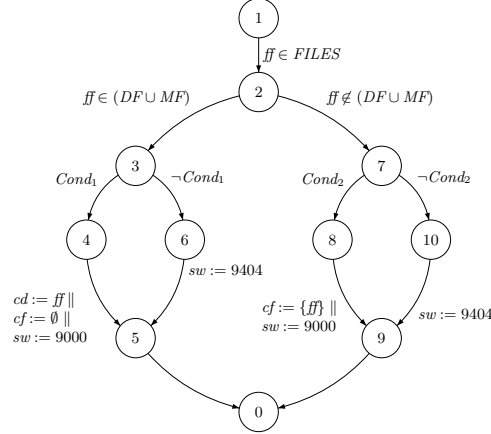 1
ff ∈ FILES
2
ff ∈ (DF ∪ MF)
ff ∉ (DF ∪ MF)
3
7
Cond₁
¬Cond₁
Cond₂
¬Cond₂
4
6
8
10
sw := 9404
cd := ff ∥
cf := ∅ ∥
sw := 9000
5
cf := {ff} ∥
sw := 9000
9
sw := 9404
0